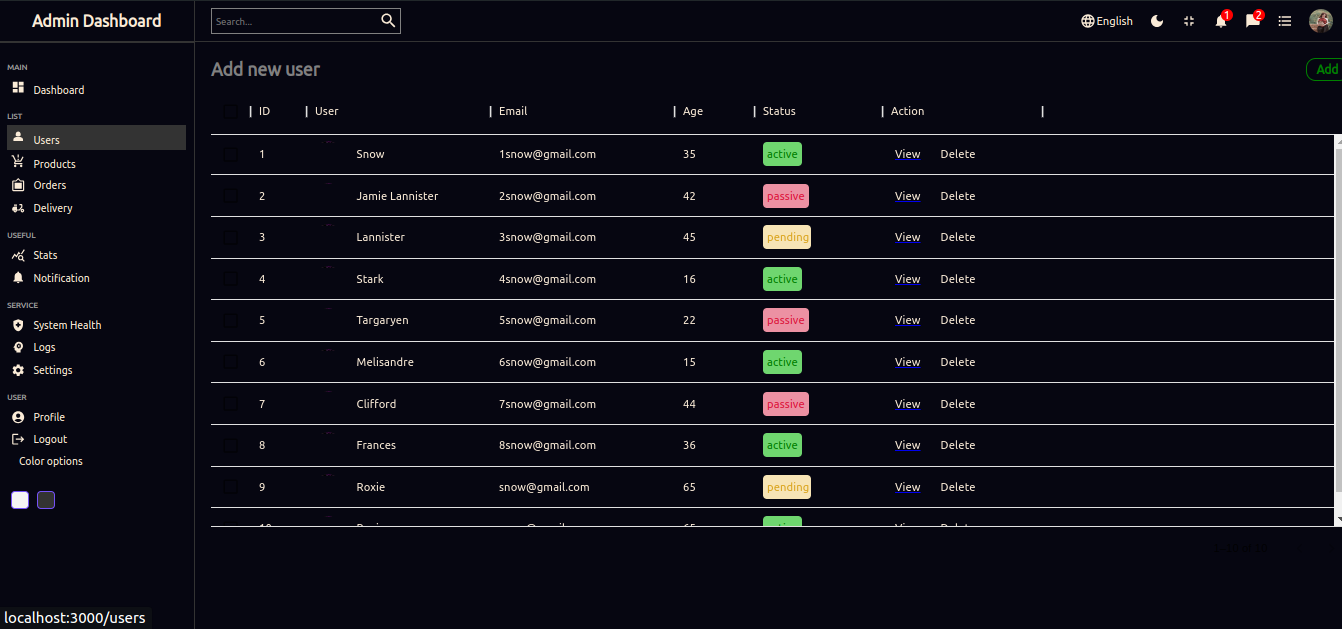 Admin Dashboard
Search...
English
1
2
MAIN
Dashboard
LIST
Users
Products
Orders
Delivery
USEFUL
Stats
Notification
SERVICE
System Health
Logs
Settings
USER
Profile
Logout
Color options
Add new user
Add
ID User Email Age Status Action
1 Snow 1snow@gmail.com 35 active View Delete
2 Jamie Lannister 2snow@gmail.com 42 passive View Delete
3 Lannister 3snow@gmail.com 45 pending View Delete
4 Stark 4snow@gmail.com 16 active View Delete
5 Targaryen 5snow@gmail.com 22 passive View Delete
6 Melisandre 6snow@gmail.com 15 active View Delete
7 Clifford 7snow@gmail.com 44 passive View Delete
8 Frances 8snow@gmail.com 36 active View Delete
9 Roxie snow@gmail.com 65 pending View Delete
localhost:3000/users